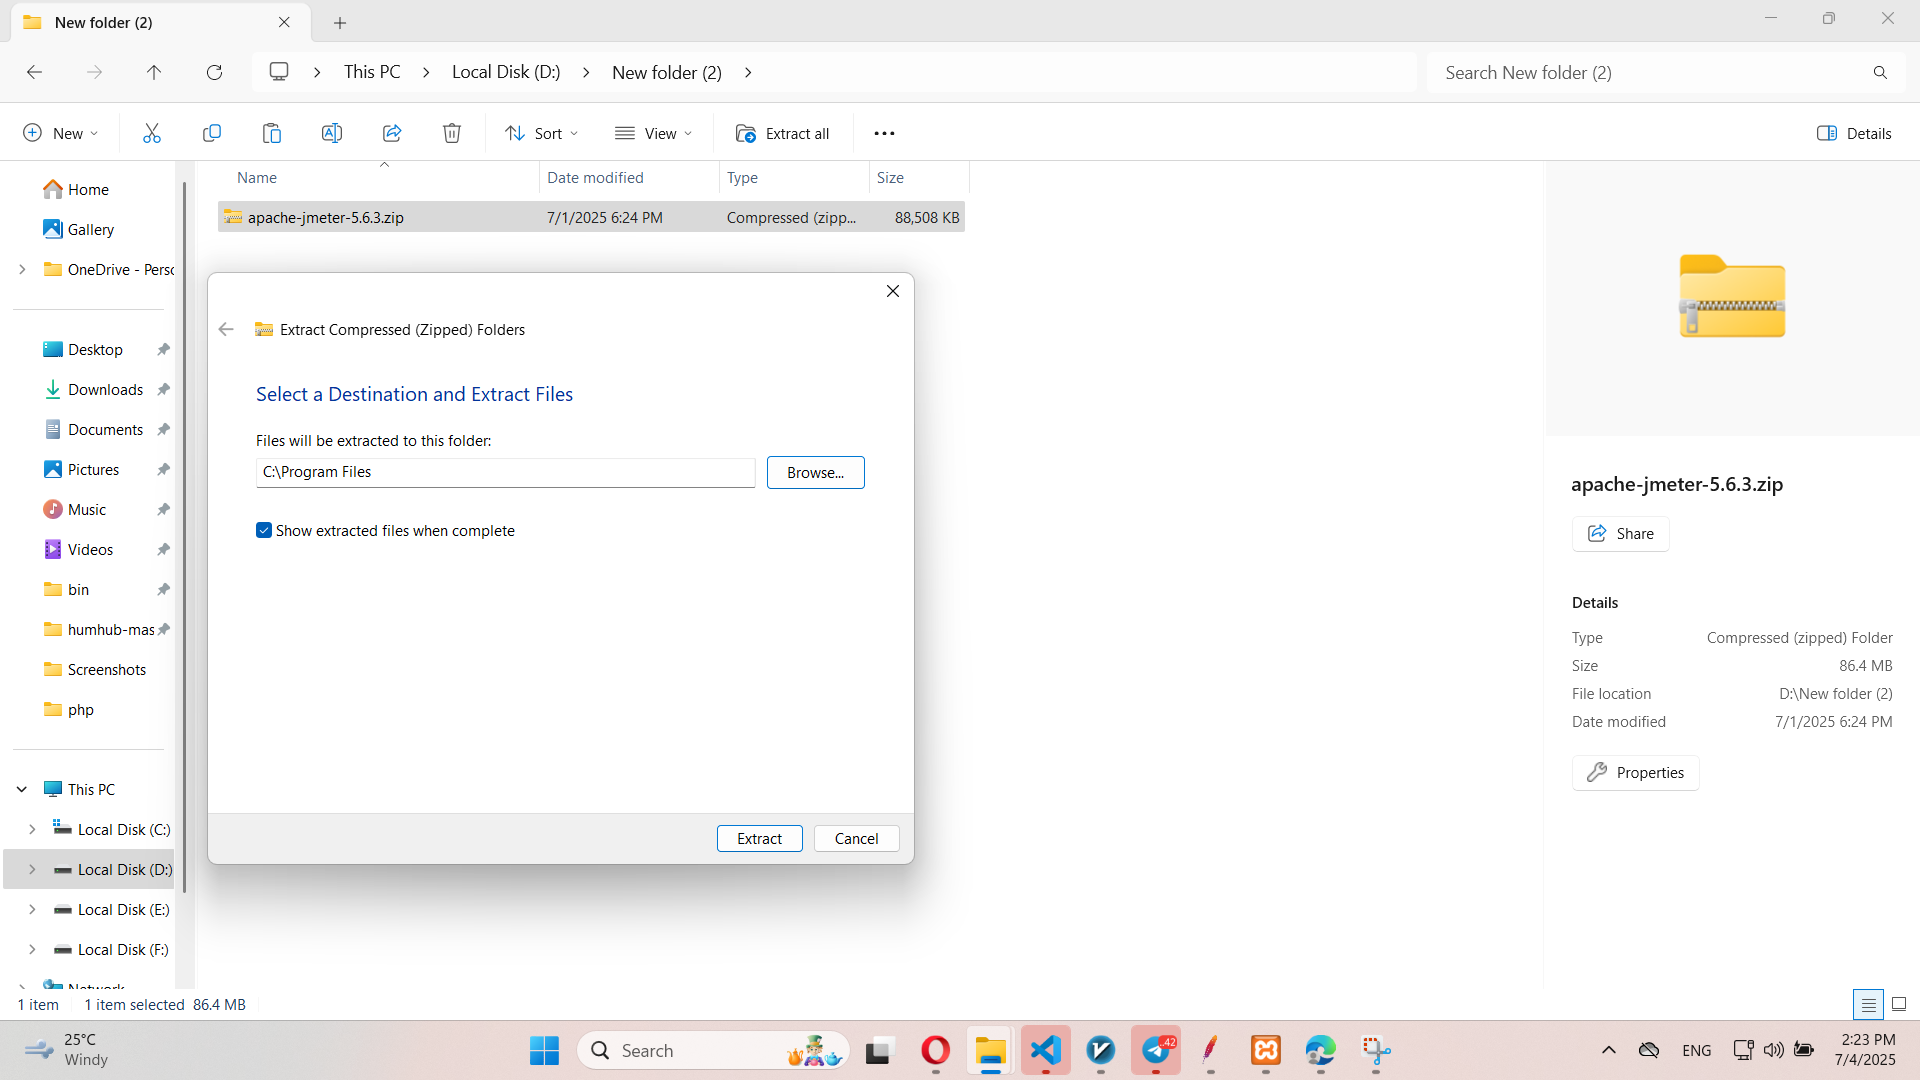 New folder (2)
This PC
Local Disk (D:)
New folder (2)
Search New folder (2)
New
Sort
View
Extract all
Details
Name
Date modified
Type
Size
apache-jmeter-5.6.3.zip
7/1/2025 6:24 PM
Compressed (zipp...
88,508 KB
Home
Gallery
OneDrive - Perso
Desktop
Downloads
Documents
Pictures
Music
Videos
bin
humhub-mas
Screenshots
php
This PC
Local Disk (C:)
Local Disk (D:)
Local Disk (E:)
Local Disk (F:)
Network
Extract Compressed (Zipped) Folders
Select a Destination and Extract Files
Files will be extracted to this folder:
C:\Program Files
Browse...
Show extracted files when complete
Extract
Cancel
apache-jmeter-5.6.3.zip
Share
Details
Type
Compressed (zipped) Folder
Size
86.4 MB
File location
D:\New folder (2)
Date modified
7/1/2025 6:24 PM
Properties
1 item
1 item selected 86.4 MB
25°C
Windy
Search
.42
ENG
2:23 PM
7/4/2025